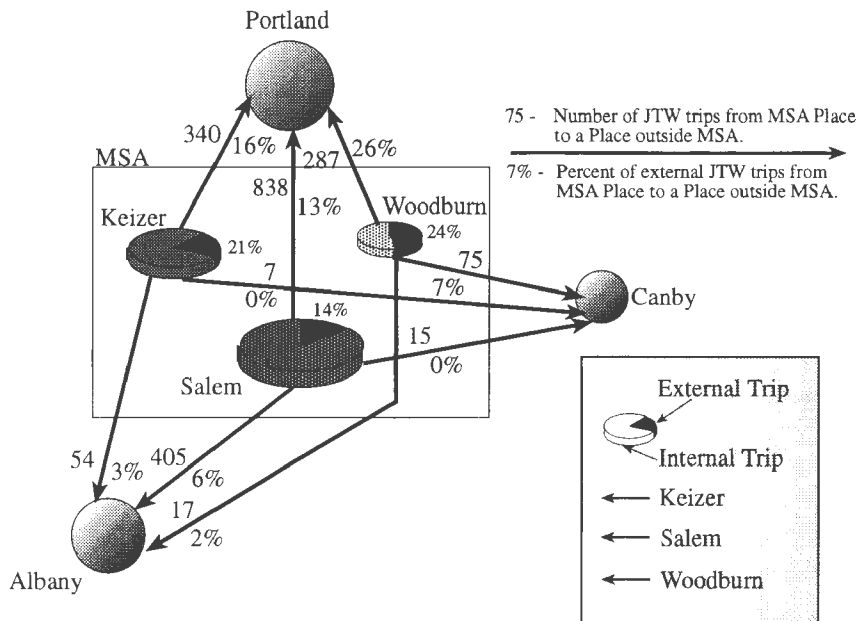 Portland
75 - Number of JTW trips from MSA Place
to a Place outside MSA.
7% - Percent of external JTW trips from
MSA Place to a Place outside MSA.
340
16%
287
26%
MSA
838
13%
Keizer
21%
Woodburn
24%
75
7%
7
0%
Canby
14%
15
0%
Salem
External Trip
Internal Trip
Keizer
Salem
Woodburn
54
3%
405
6%
17
2%
Albany